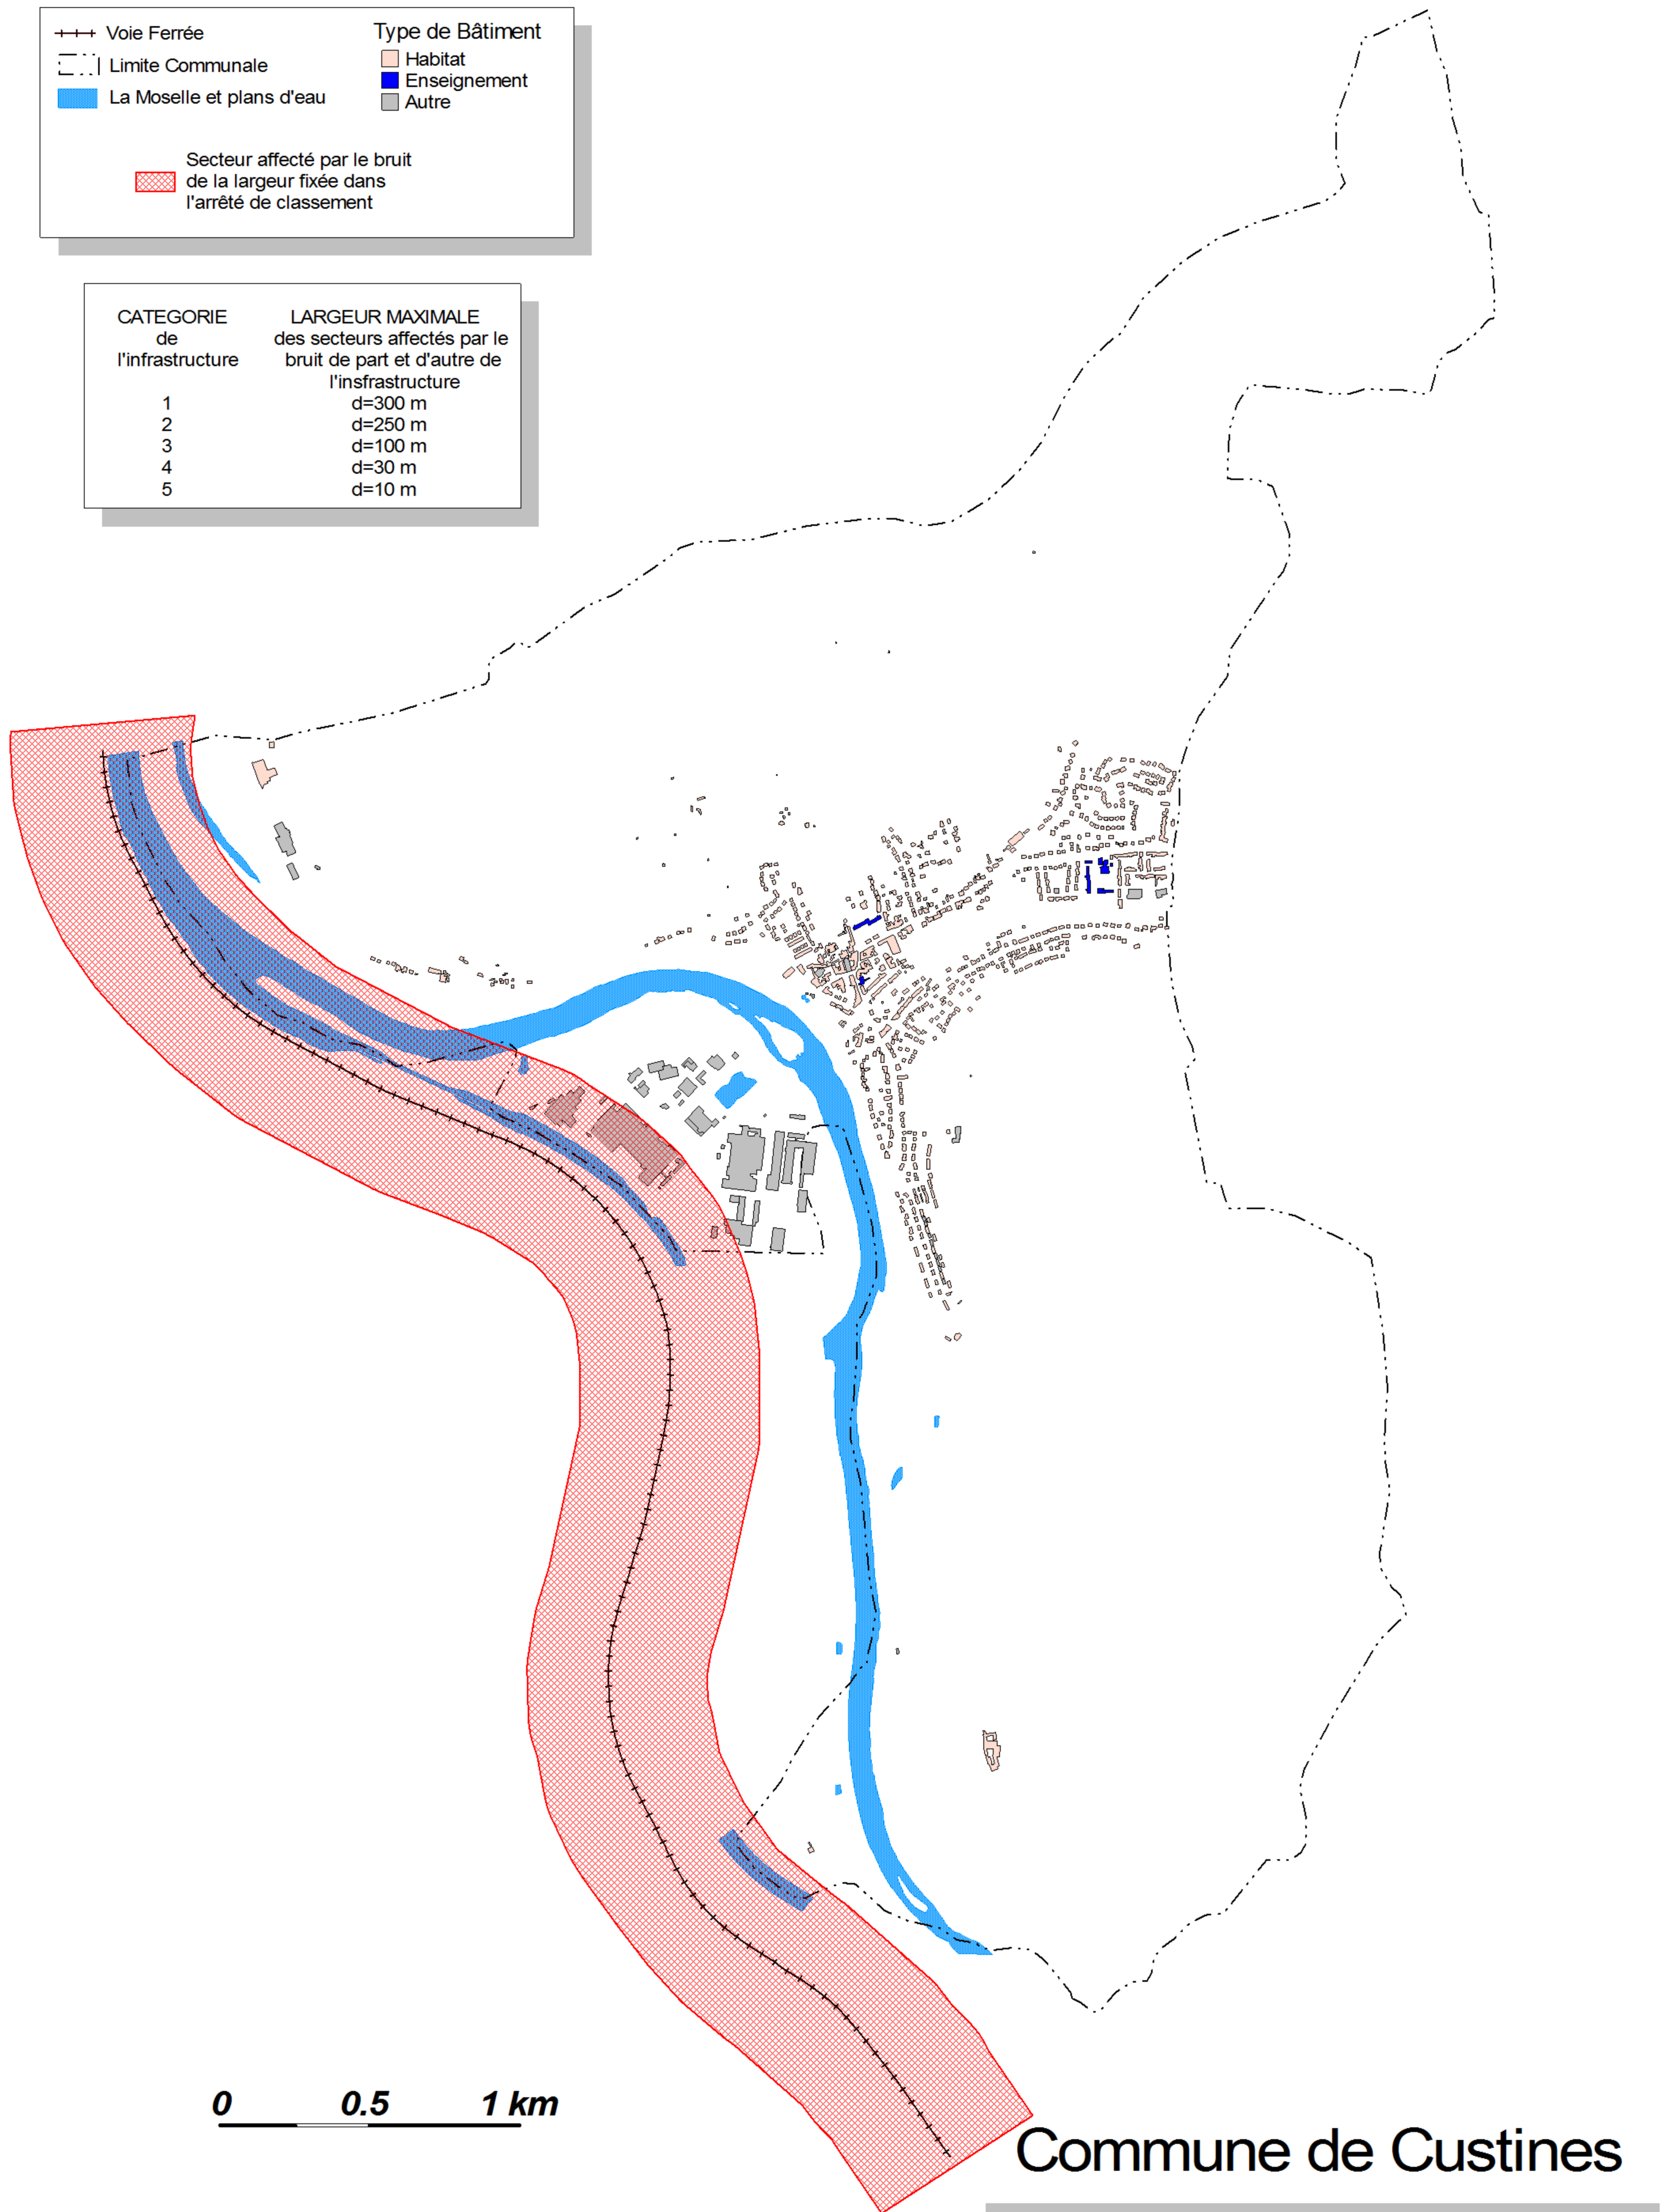 Voie Ferrée
Limite Communale
La Moselle et plans d'eau
Type de Bâtiment
Habitat
Enseignement
Autre
Secteur affecté par le bruit
de la largeur fixée dans
l'arrêté de classement
CATEGORIE
de
l'infrastructure
LARGEUR MAXIMALE
des secteurs affectés par le
bruit de part et d'autre de
l'insfrastructure
1 d=300 m
2 d=250 m
3 d=100 m
4 d=30 m
5 d=10 m
0 0.5 1 km
Commune de Custines